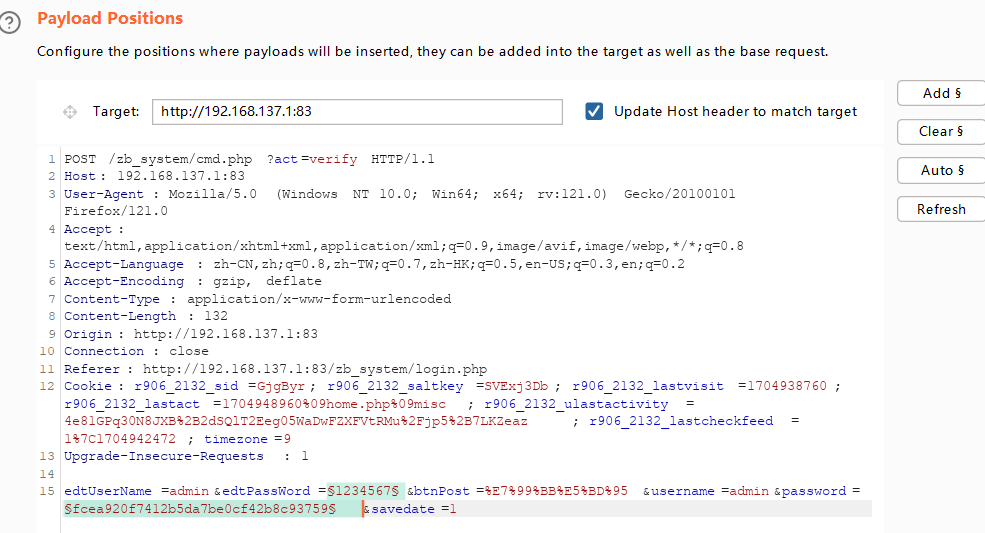 Payload Positions
Configure the positions where payloads will be inserted, they can be added into the target as well as the base request.
Target: http://192.168.137.1:83 Update Host header to match target
Add §
Clear §
Auto §
Refresh
1 POST /zb_system/cmd.php ?act=verify HTTP/1.1
2 Host: 192.168.137.1:83
3 User-Agent : Mozilla/5.0 (Windows NT 10.0; Win64; x64; rv:121.0) Gecko/20100101
Firefox/121.0
4 Accept :
text/html,application/xhtml+xml,application/xml;q=0.9,image/avif,image/webp,*/*;q=0.8
5 Accept-Language : zh-CN,zh;q=0.8,zh-TW;q=0.7,zh-HK;q=0.5,en-US;q=0.3,en;q=0.2
6 Accept-Encoding : gzip, deflate
7 Content-Type : application/x-www-form-urlencoded
8 Content-Length : 132
9 Origin : http://192.168.137.1:83
10 Connection : close
11 Referer : http://192.168.137.1:83/zb_system/login.php
12 Cookie : r906_2132_sid =GjgByr ; r906_2132_saltkey =SVExj3Db ; r906_2132_lastvisit =1704938760 ;
r906_2132_lastact =1704948960%09home.php%09misc ; r906_2132_ulastactivity =
4e81GPq30N8JXB%2B2dSQlT2Eeg05WaDwFZXFVtRMu%2Fjp5%2B7LKZeaz ; r906_2132_lastcheckfeed =
1%7C1704942472 ; timezone =9
13 Upgrade-Insecure-Requests : 1
14
15 edtUserName =admin &edtPassWord =§1234567§ &btnPost =%E7%99%BB%E5%BD%95 &username =admin &password =
§fcea920f7412b5da7be0cf42b8c93759§ &savedate =1